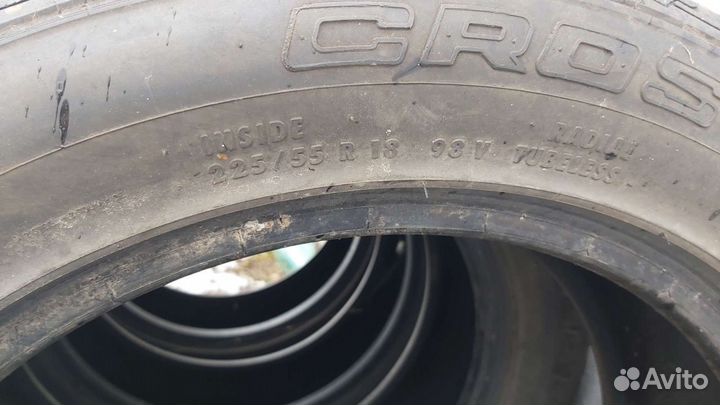 CROS
INSIDE
225/55 R 18 98 V
RADIAL
TUBELESS
Avito